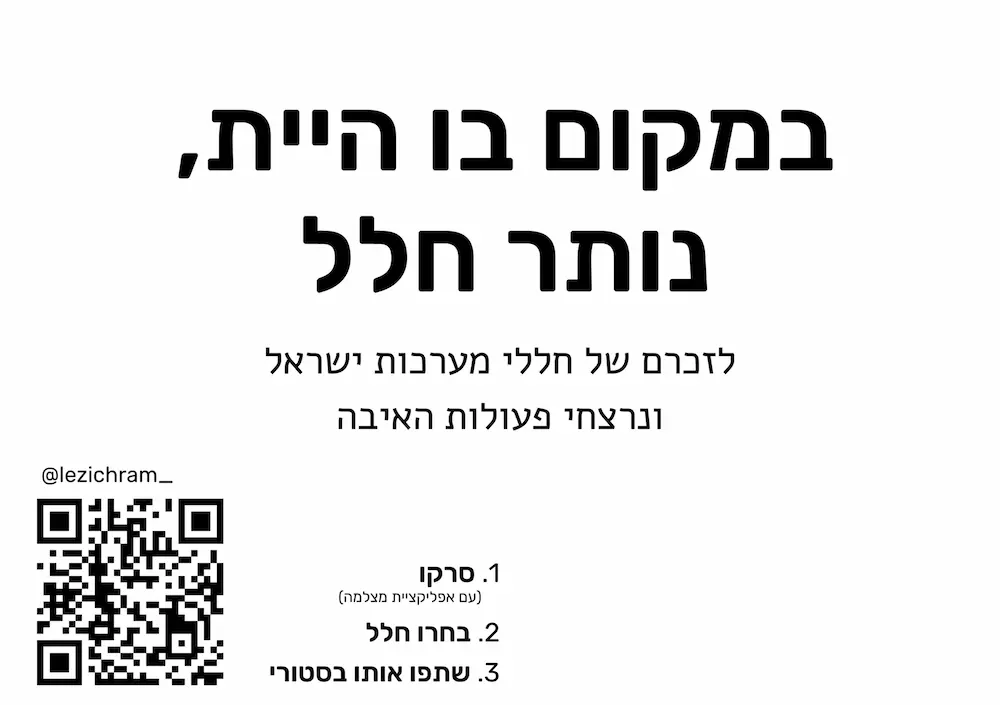 במקום בו היית,
נותר חלל
לזכרם של חללי מערכות ישראל
ונרצחי פעולות האיבה
@lezichram_
1. סרקו
(עם אפליקציית מצלמה)
2. בחרו חלל
3. שתפו אותו בסטורי